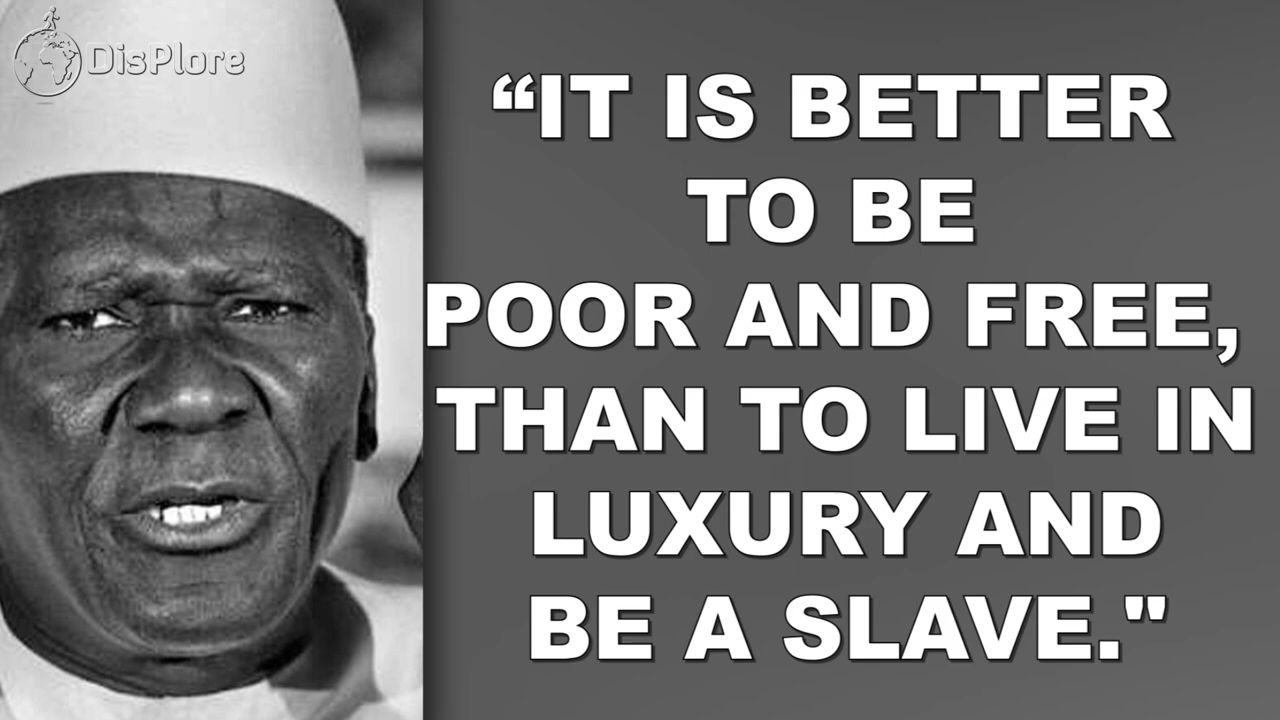 DisPlore
“IT IS BETTER
TO BE
POOR AND FREE,
THAN TO LIVE IN
LUXURY AND
BE A SLAVE."